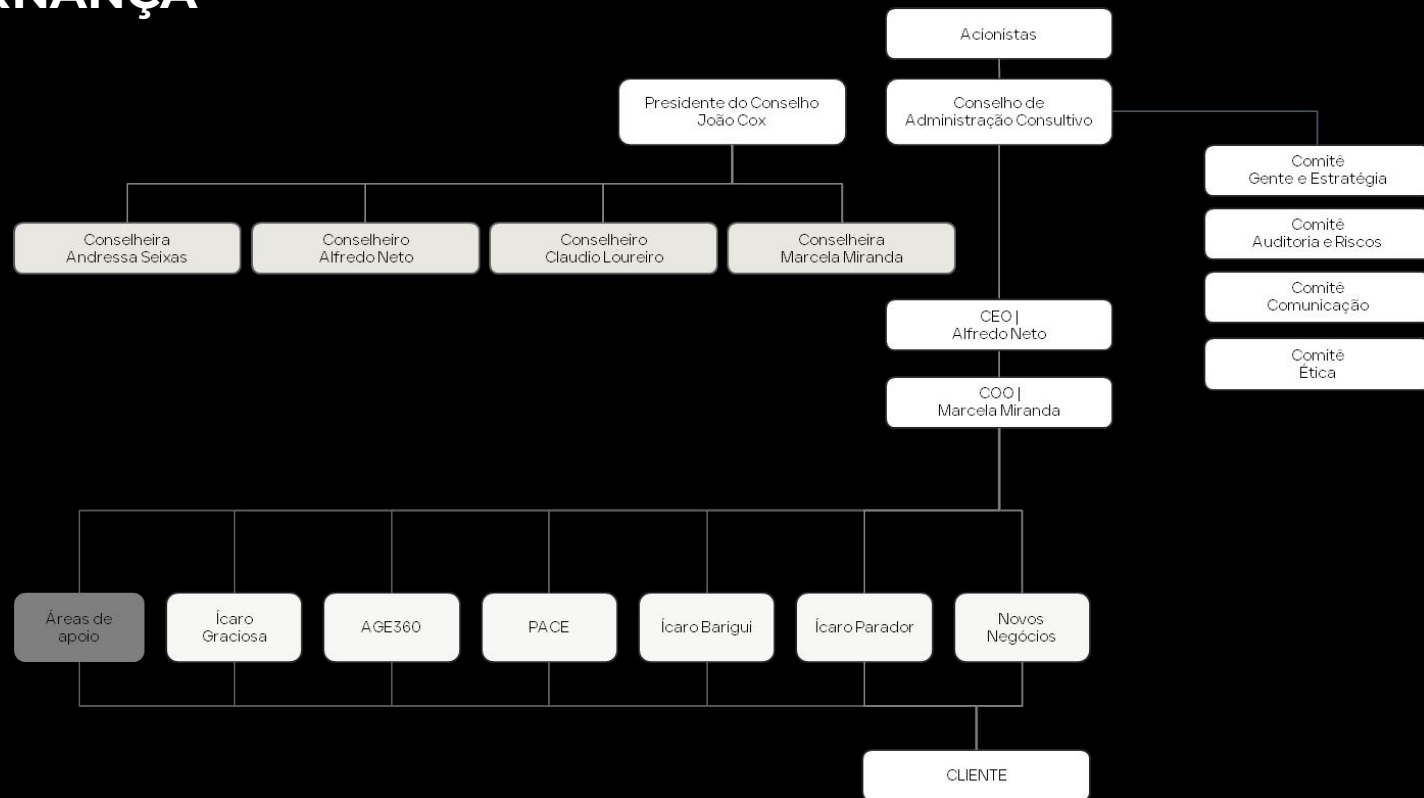 RNANÇA
Acionistas
Presidente do Conselho
João Cox
Conselho de
Administração Consultivo
Comitê
Gente e Estratégia
Conselheira
Andressa Seixas
Conselheiro
Alfredo Neto
Conselheiro
Claudio Loureiro
Conselheira
Marcela Miranda
Comitê
Auditoria e Riscos
Comitê
Comunicação
CEO |
Alfredo Neto
Comitê
Ética
COO |
Marcela Miranda
Áreas de
apoio
Ícaro
Graciosa
AGE360
PACE
Ícaro Barigui
Ícaro Parador
Novos
Negócios
CLIENTE